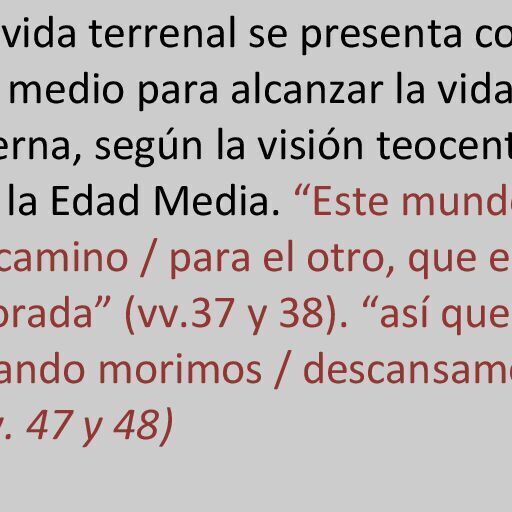 vida terrenal se presenta co
medio para alcanzar la vida
erna, según la visión teocent
la Edad Media. “Este mund
camino / para el otro, que e
orada” (vv.37 y 38). “así que
ando morimos / descansam
. 47 y 48)